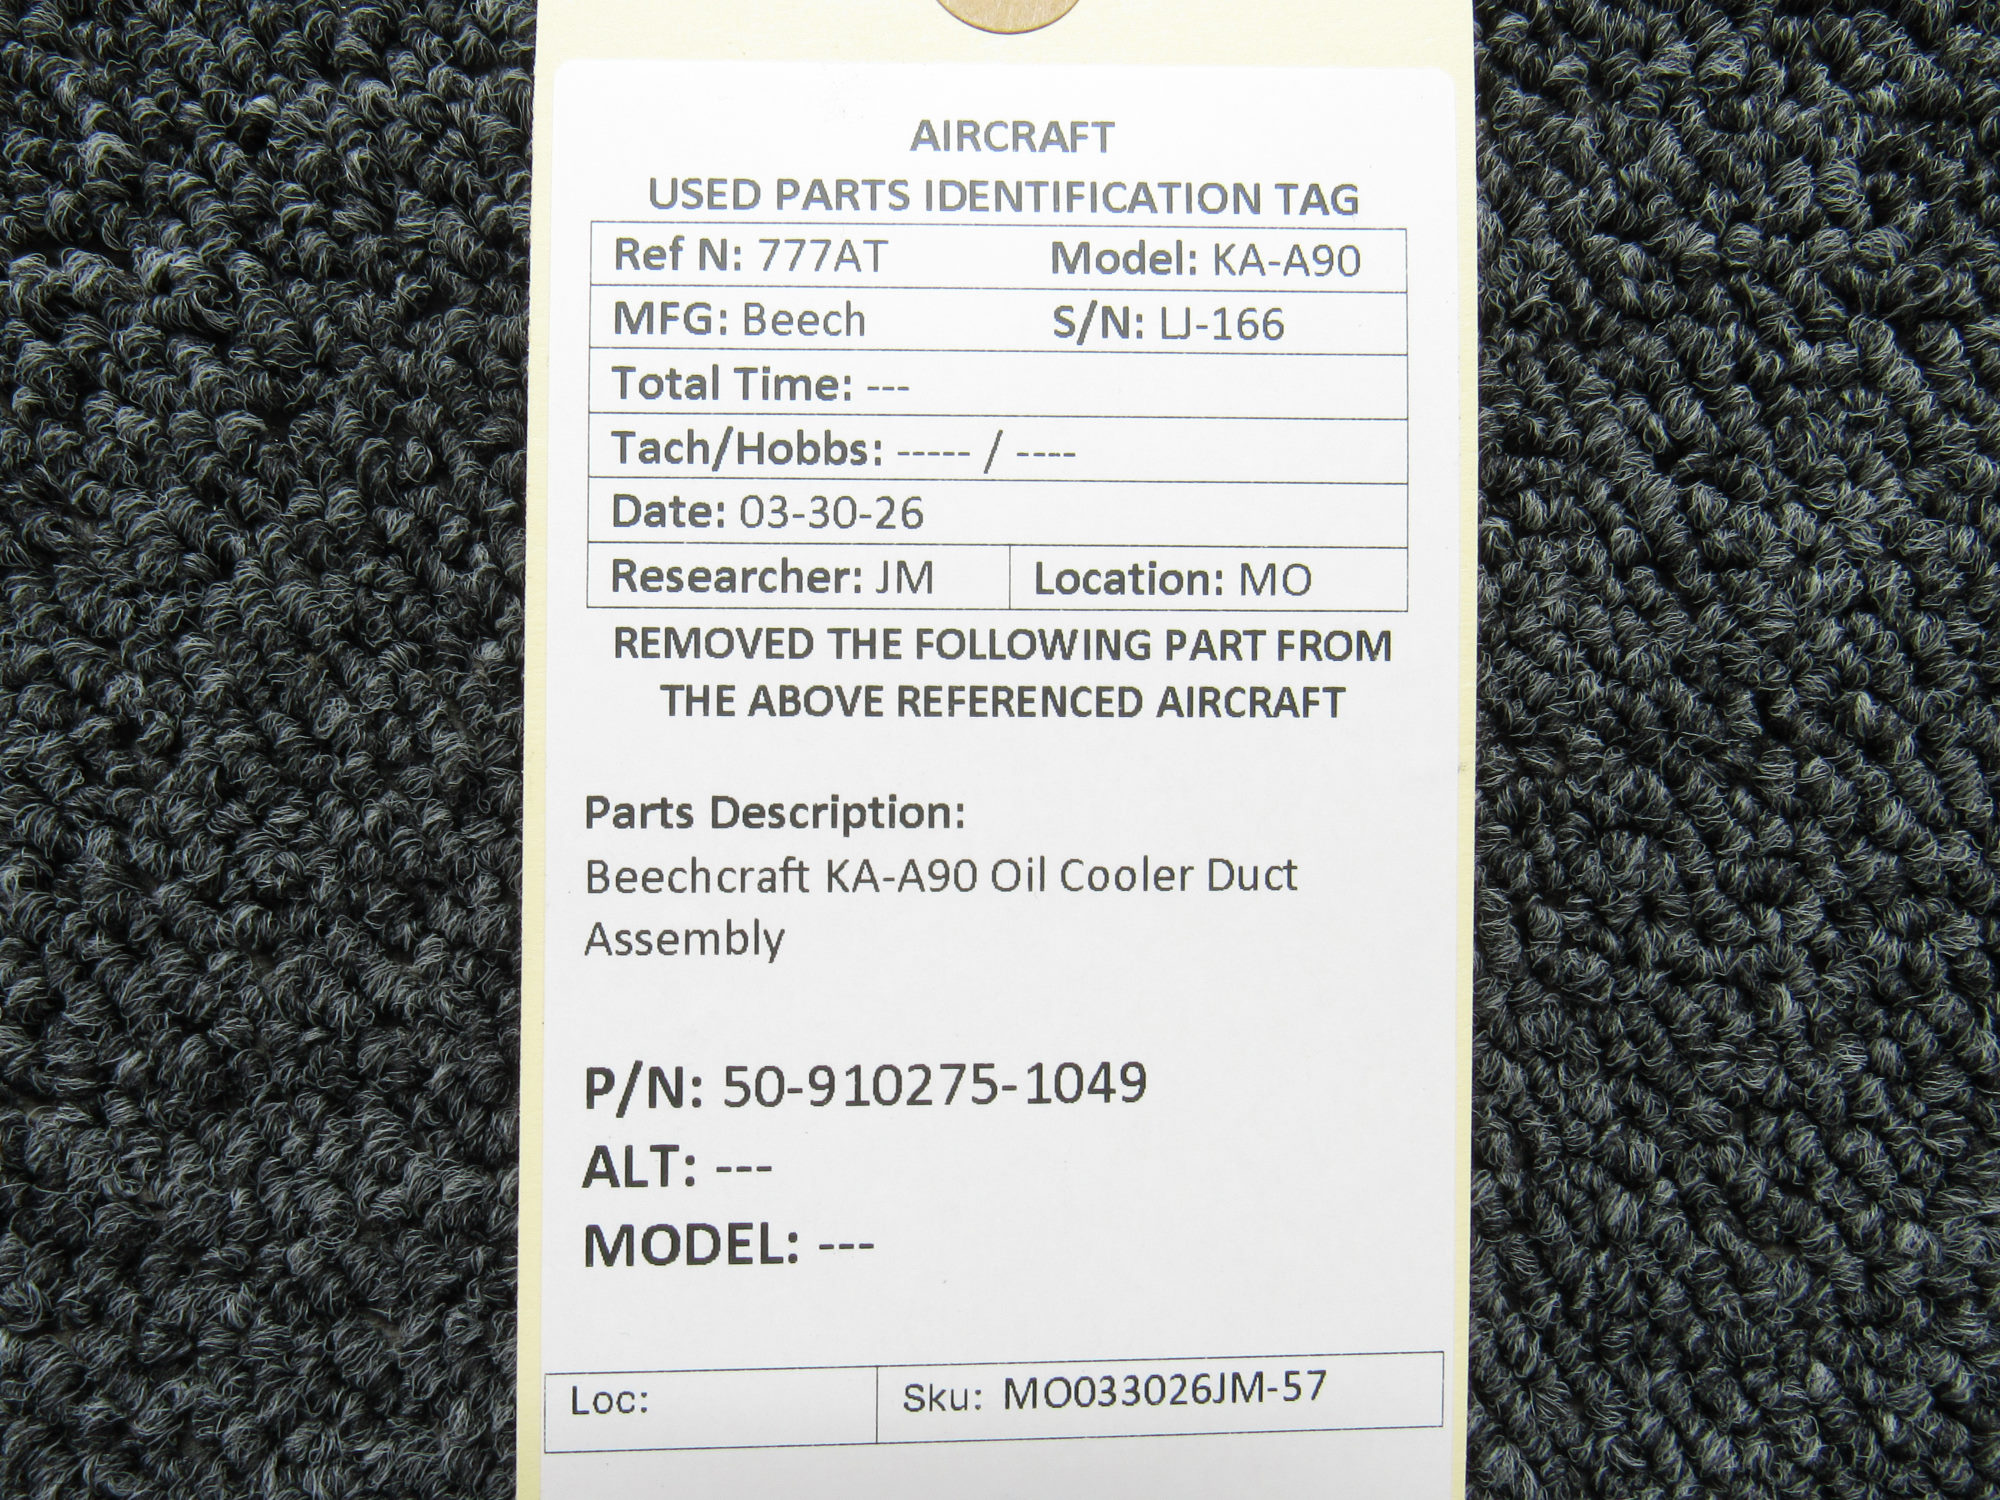 AIRCRAFT
USED PARTS IDENTIFICATION TAG
Ref N: 777AT Model: KA-A90
MFG: Beech S/N: LJ-166
Total Time: ---
Tach/Hobbs: ----- / ----
Date: 03-30-26
Researcher: JM Location: MO
REMOVED THE FOLLOWING PART FROM
THE ABOVE REFERENCED AIRCRAFT
Parts Description:
Beechcraft KA-A90 Oil Cooler Duct
Assembly
P/N: 50-910275-1049
ALT: ---
MODEL: ---
Loc: Sku: MO033026JM-57